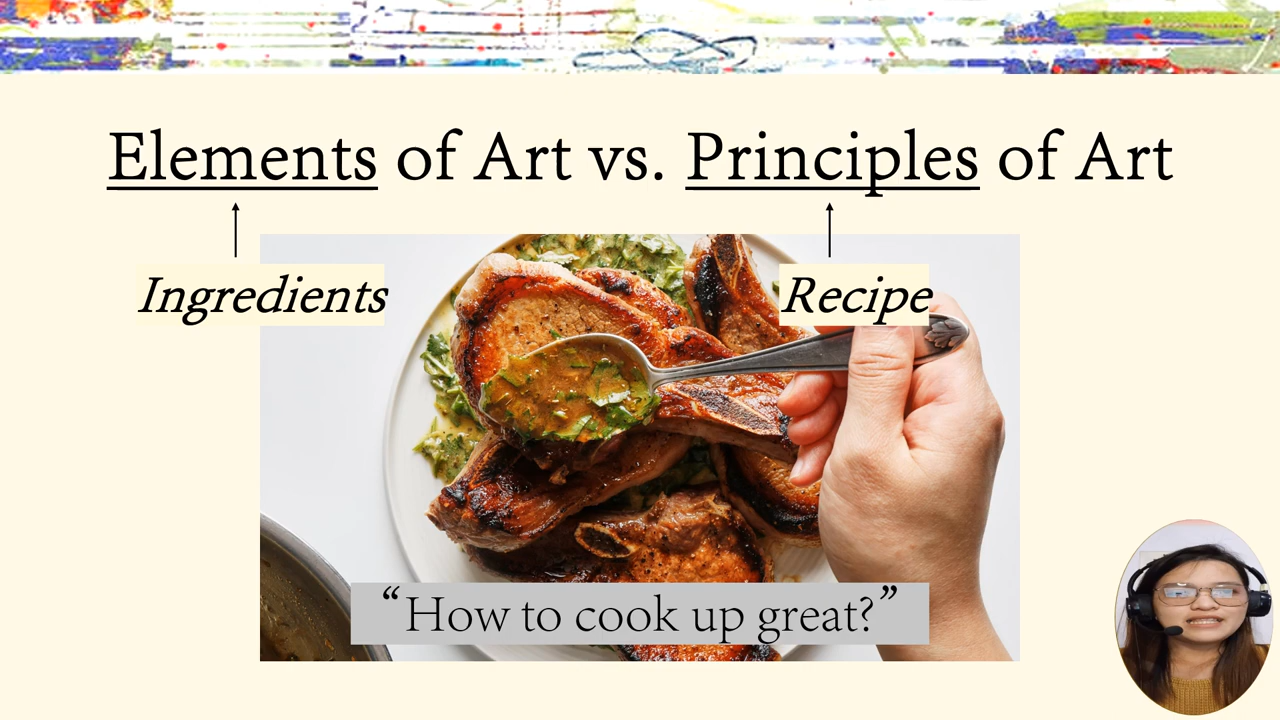 Elements of Art vs. Principles of Art
Ingredients
Recipe
“How to cook up great?”